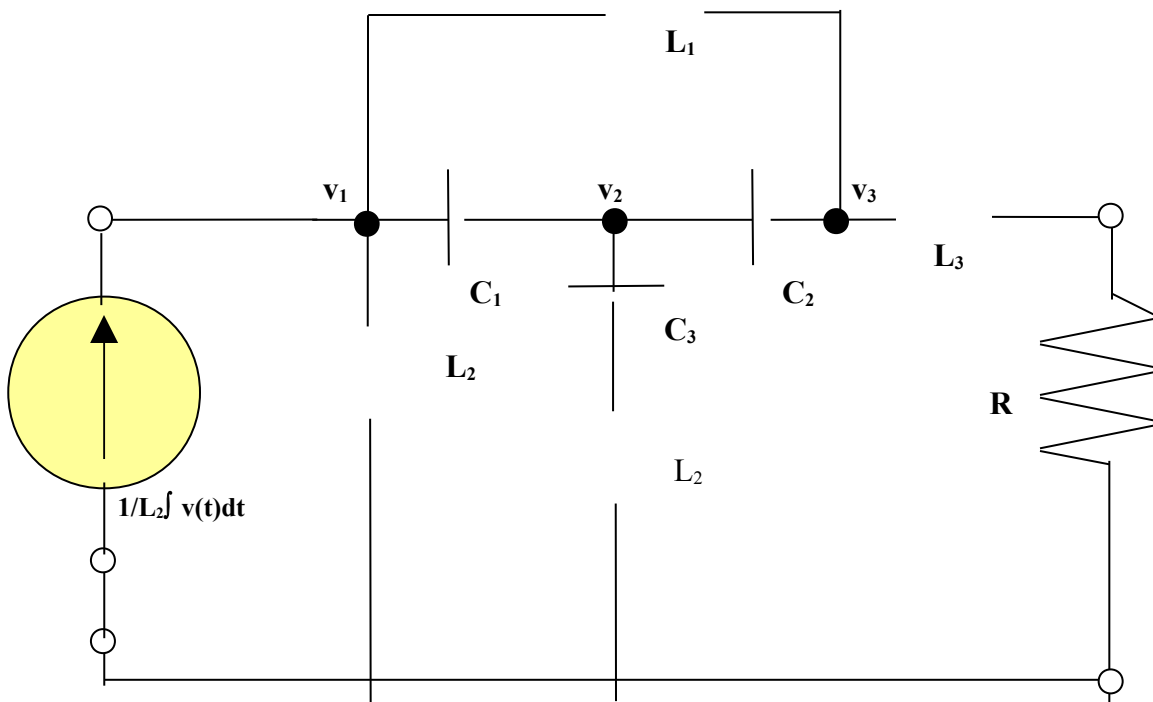 L₁
v₁
v₂
v₃
L₃
C₁
C₂
C₃
L₂
R
L₂
1/L₂∫ v(t)dt